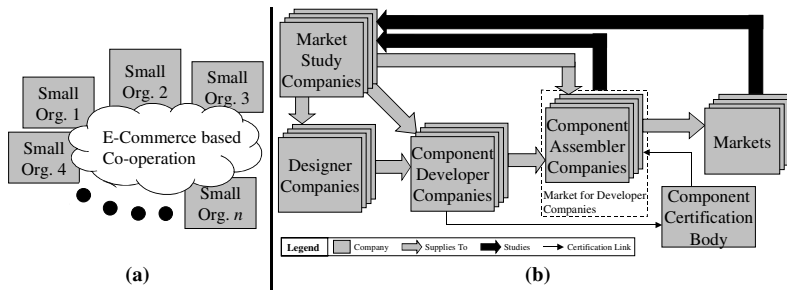 Small
Org. 1
Small
Org. 2
Small
Org. 3
Small
Org. 4
E-Commerce based
Co-operation
Small
Org. n
(a)
Market
Study
Companies
Designer
Companies
Component
Developer
Companies
Component
Assembler
Companies
Market for Developer
Companies
Markets
Component
Certification
Body
Legend
Company
Supplies To
Studies
Certification Link
(b)